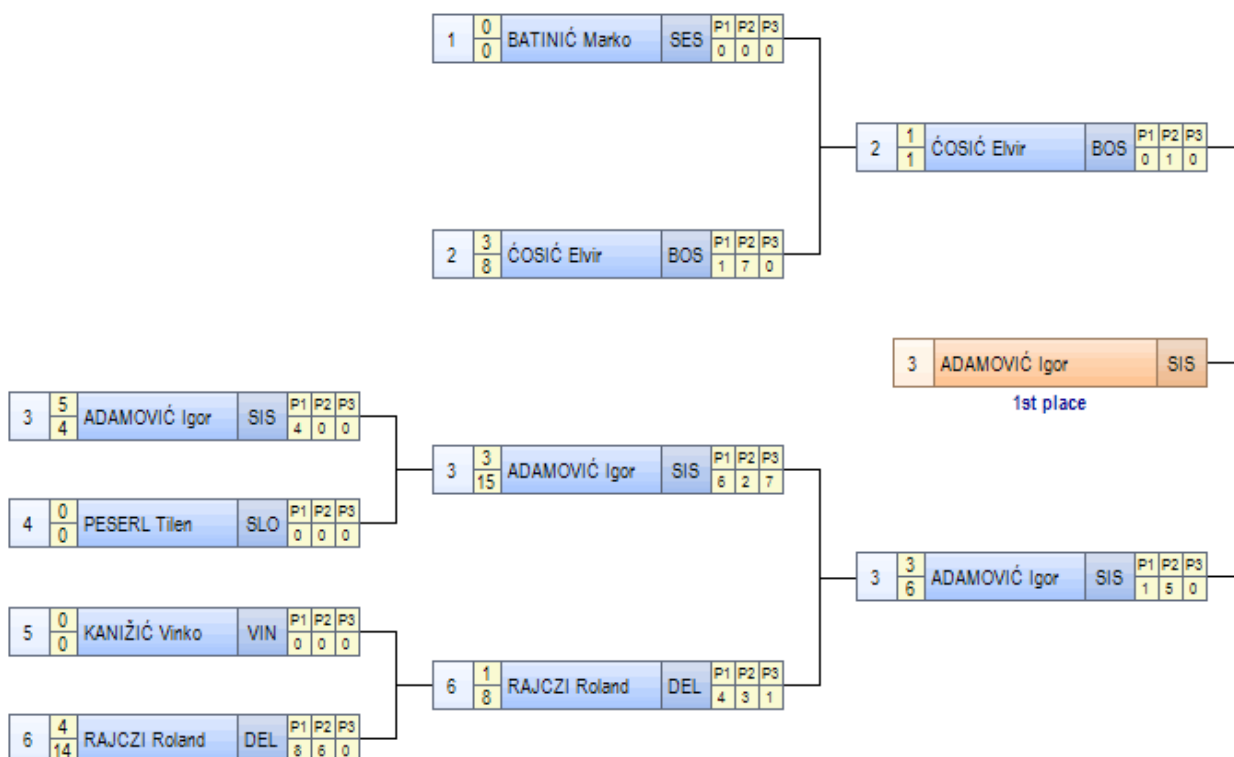 0 P1 P2 P3
1 BATINIĆ Marko SES
0 0 0 0
1 P1 P2 P3
2 ĆOSIĆ Elvir BOS
1 0 1 0
3 P1 P2 P3
2 ĆOSIĆ Elvir BOS
8 1 7 0
3 ADAMOVIĆ Igor SIS
1st place
5 P1 P2 P3
3 ADAMOVIĆ Igor SIS
4 4 0 0
3 P1 P2 P3
3 ADAMOVIĆ Igor SIS
15 6 2 7
0 P1 P2 P3
4 PESERL Tilen SLO
0 0 0 0
3 P1 P2 P3
3 ADAMOVIĆ Igor SIS
6 1 5 0
0 P1 P2 P3
5 KANIŽIĆ Vinko VIN
0 0 0 0
1 P1 P2 P3
6 RAJCZI Roland DEL
8 4 3 1
4 P1 P2 P3
6 RAJCZI Roland DEL
14 8 6 0